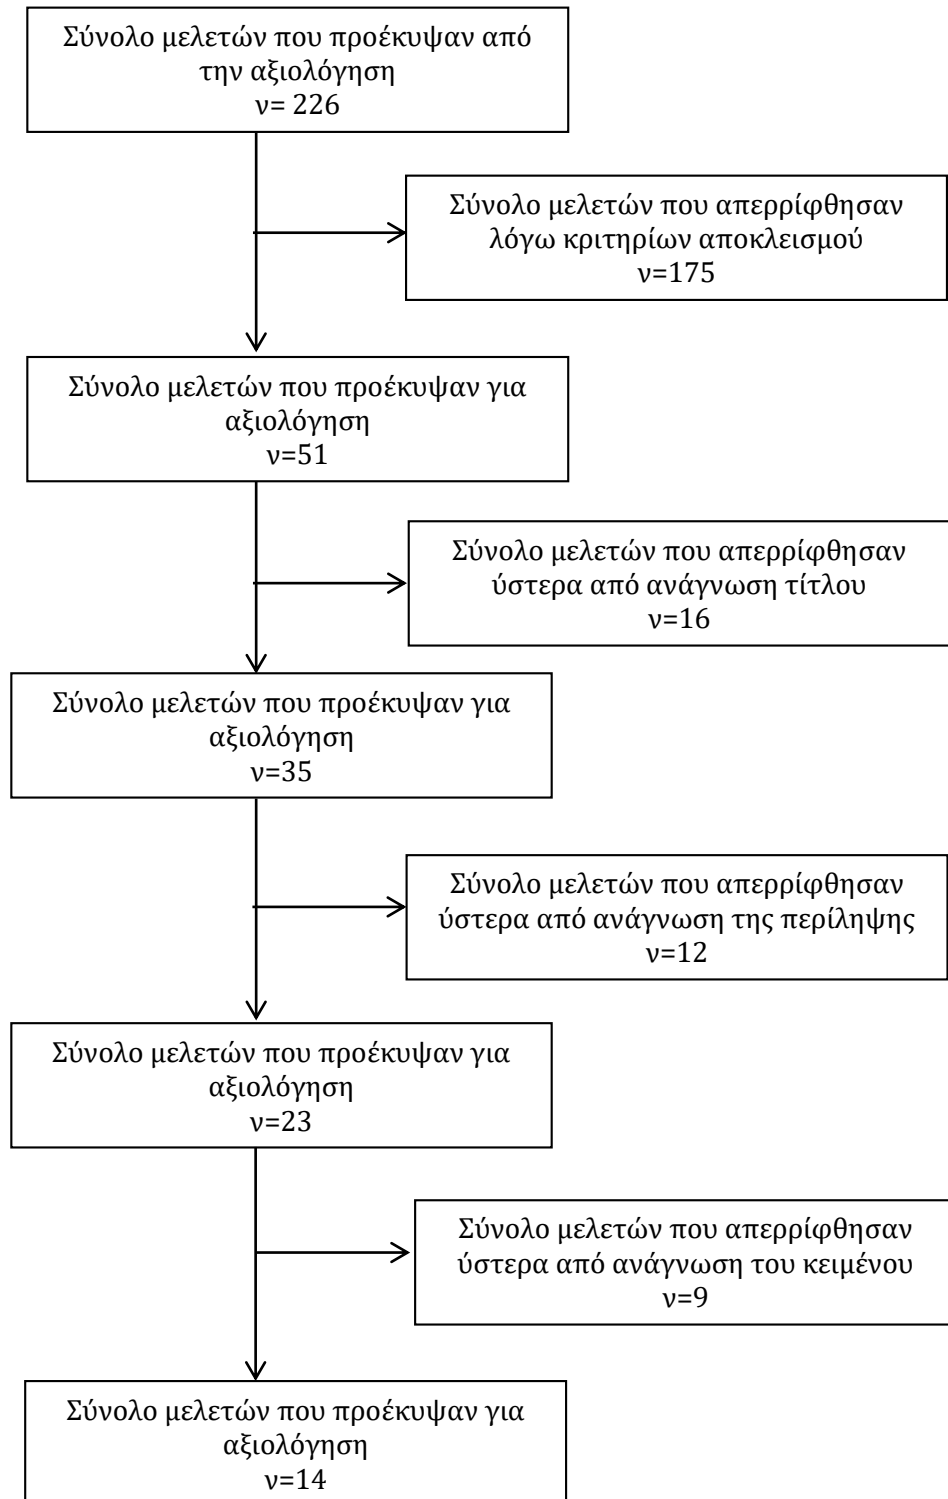 Σύνολο μελετών που προέκυψαν από
την αξιολόγηση
ν= 226
Σύνολο μελετών που απερρίφθησαν
λόγω κριτηρίων αποκλεισμού
ν=175
Σύνολο μελετών που προέκυψαν για
αξιολόγηση
ν=51
Σύνολο μελετών που απερρίφθησαν
ύστερα από ανάγνωση τίτλου
ν=16
Σύνολο μελετών που προέκυψαν για
αξιολόγηση
ν=35
Σύνολο μελετών που απερρίφθησαν
ύστερα από ανάγνωση της περίληψης
ν=12
Σύνολο μελετών που προέκυψαν για
αξιολόγηση
ν=23
Σύνολο μελετών που απερρίφθησαν
ύστερα από ανάγνωση του κειμένου
ν=9
Σύνολο μελετών που προέκυψαν για
αξιολόγηση
ν=14